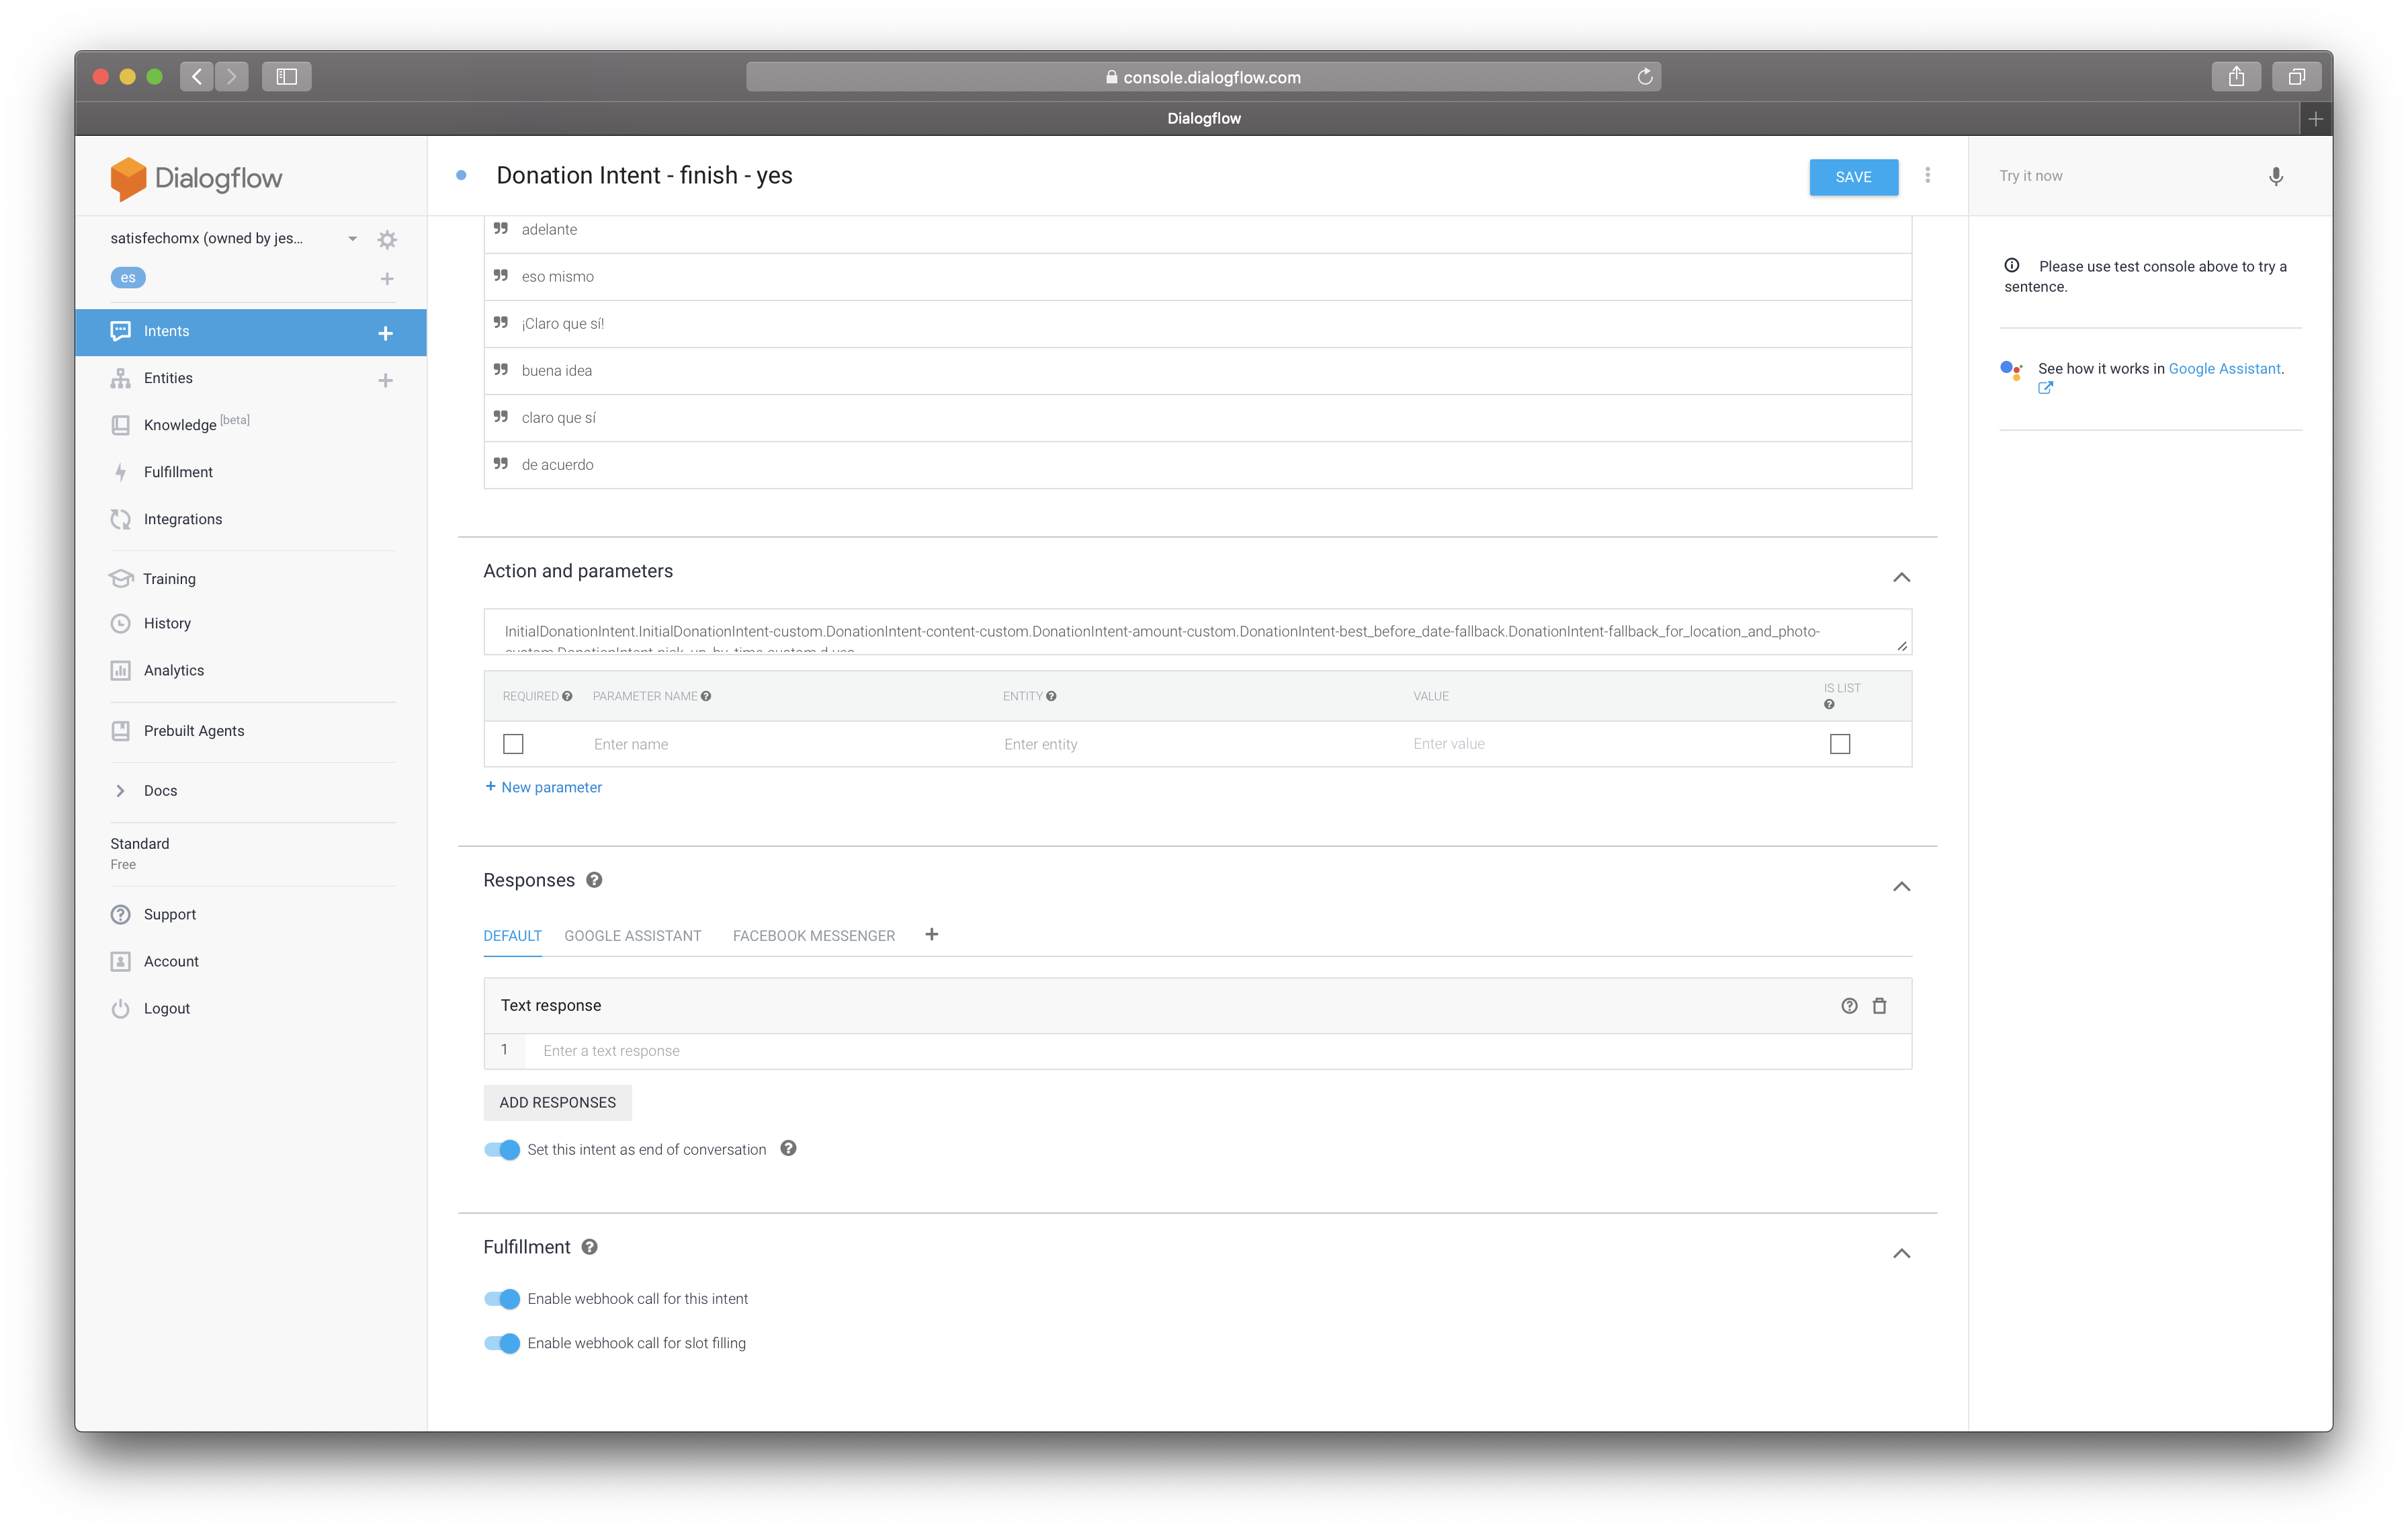 console.dialogflow.com
Dialogflow
Dialogflow
Donation Intent - finish - yes
SAVE
Try it now
satisfechomx (owned by jes...
es
Intents
Entities
Knowledge [beta]
Fulfillment
Integrations
Training
History
Analytics
Prebuilt Agents
Docs
Standard
Free
Support
Account
Logout
adelante
eso mismo
¡Claro que sí!
buena idea
claro que sí
de acuerdo
Action and parameters
InitialDonationIntent.InitialDonationIntent-custom.DonationIntent-content-custom.DonationIntent-amount-custom.DonationIntent-best_before_date-fallback.DonationIntent-fallback_for_location_and_photo-
custom.DonationIntent-pick_up_by_time-custom.d-yes
REQUIRED PARAMETER NAME ENTITY VALUE IS LIST
Enter name Enter entity Enter value
+ New parameter
Responses
DEFAULT GOOGLE ASSISTANT FACEBOOK MESSENGER +
Text response
1 Enter a text response
ADD RESPONSES
Set this intent as end of conversation
Fulfillment
Enable webhook call for this intent
Enable webhook call for slot filling
Please use test console above to try a
sentence.
See how it works in Google Assistant.